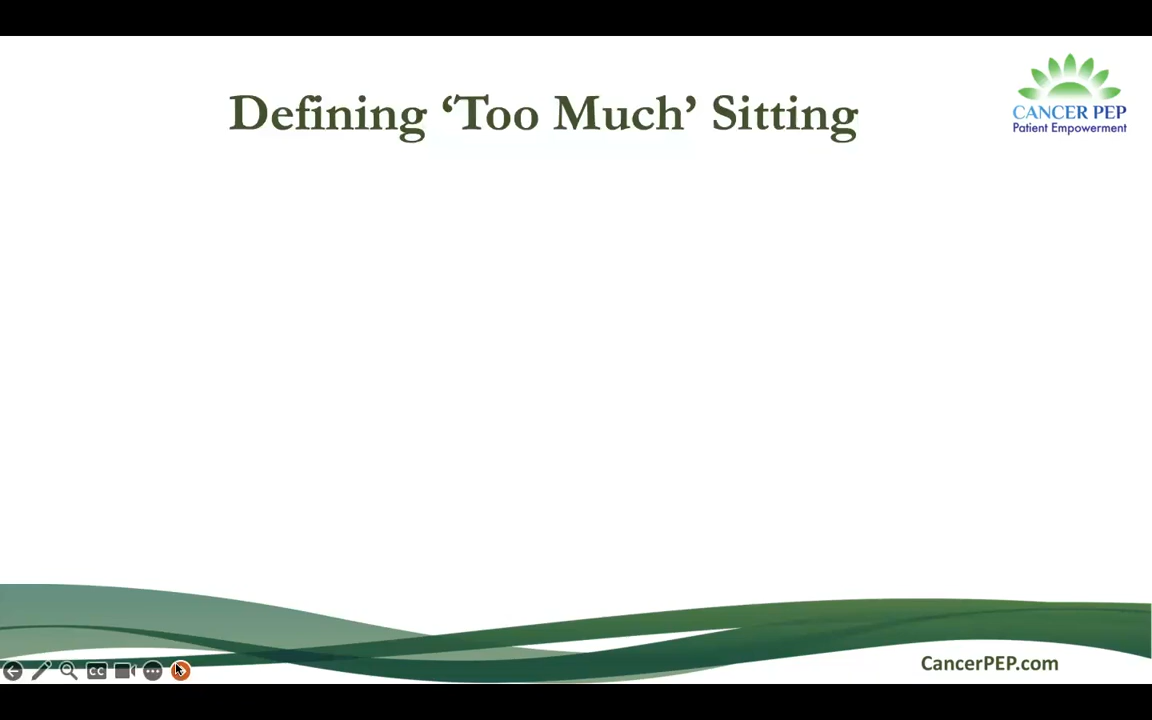 Defining ‘Too Much’ Sitting
CANCER PEP
Patient Empowerment
CC
CancerPEP.com